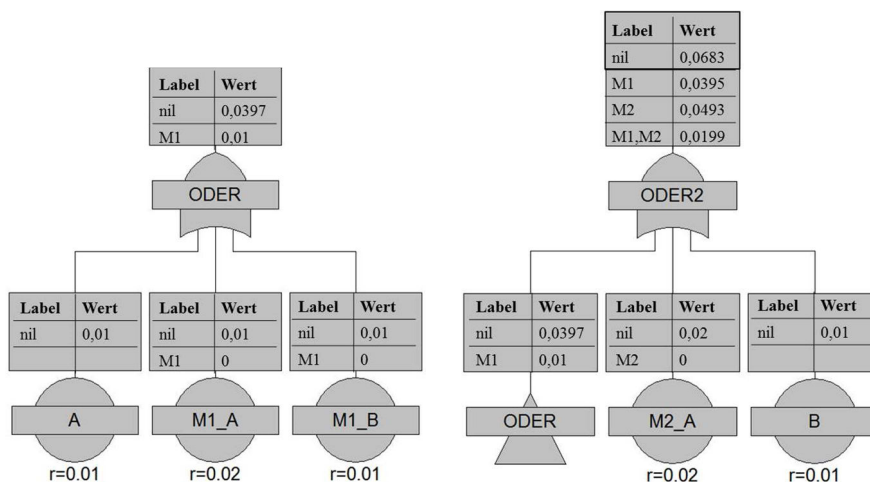 Label Wert
nil 0,0397
M1 0,01
ODER
Label Wert
nil 0,01
Label Wert
nil 0,01
M1 0
Label Wert
nil 0,01
M1 0
A
M1_A
M1_B
r=0.01
r=0.02
r=0.01
Label Wert
nil 0,0683
M1 0,0395
M2 0,0493
M1,M2 0,0199
ODER2
Label Wert
nil 0,0397
M1 0,01
Label Wert
nil 0,02
M2 0
Label Wert
nil 0,01
ODER
M2_A
B
r=0.02
r=0.01